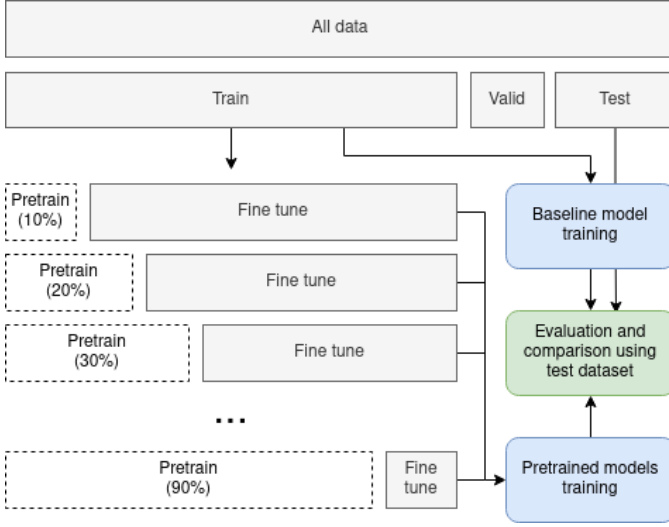 All data
Train
Valid
Test
Pretrain
(10%)
Fine tune
Baseline model
training
Pretrain
(20%)
Fine tune
Pretrain
(30%)
Fine tune
Evaluation and
comparison using
test dataset
...
Pretrain
(90%)
Fine
tune
Pretrained models
training